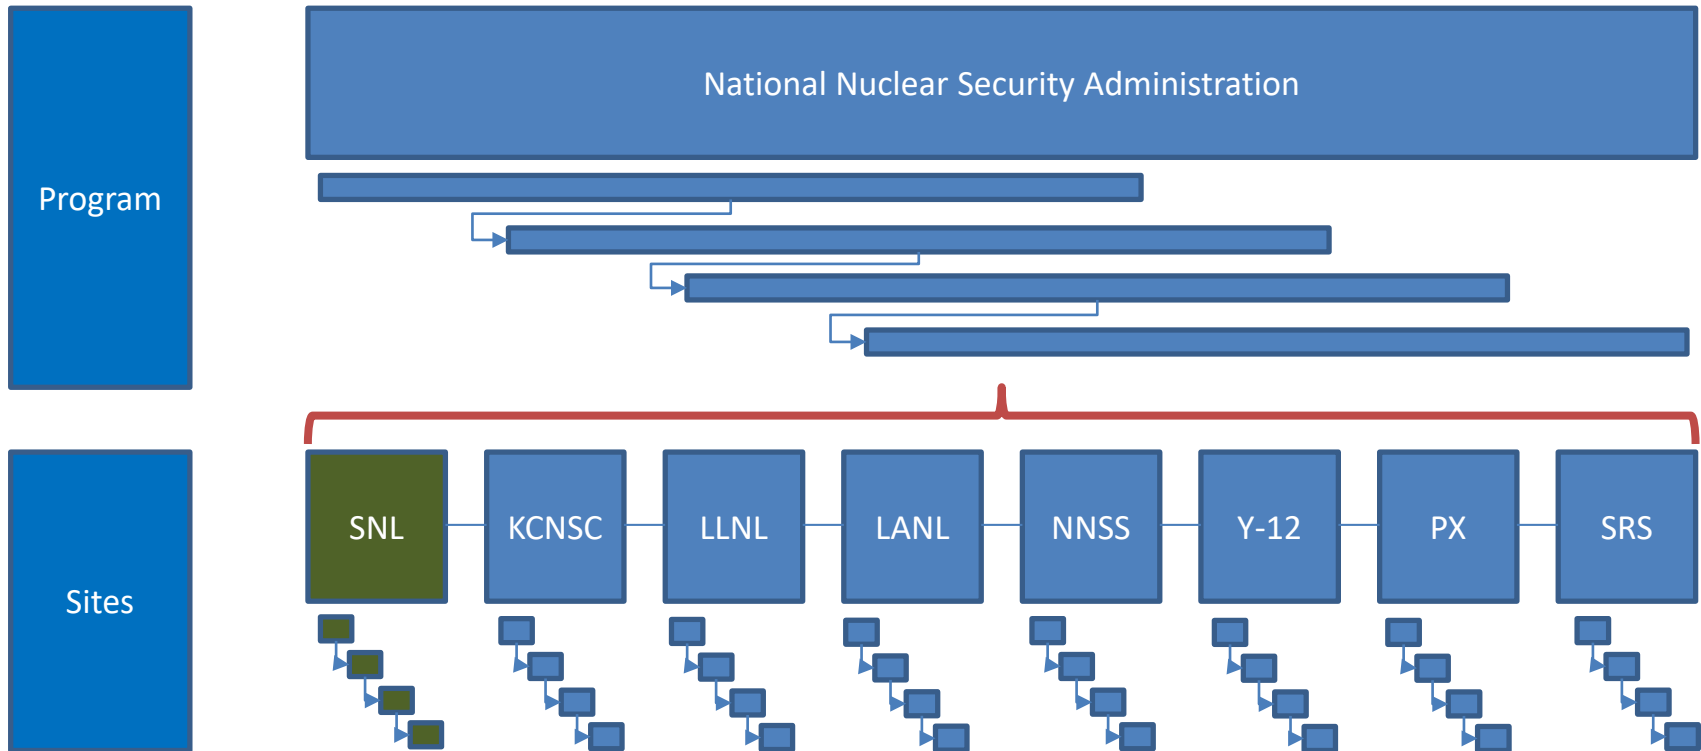 Program
National Nuclear Security Administration
Sites
SNL
KCNSC
LLNL
LANL
NNSS
Y-12
PX
SRS